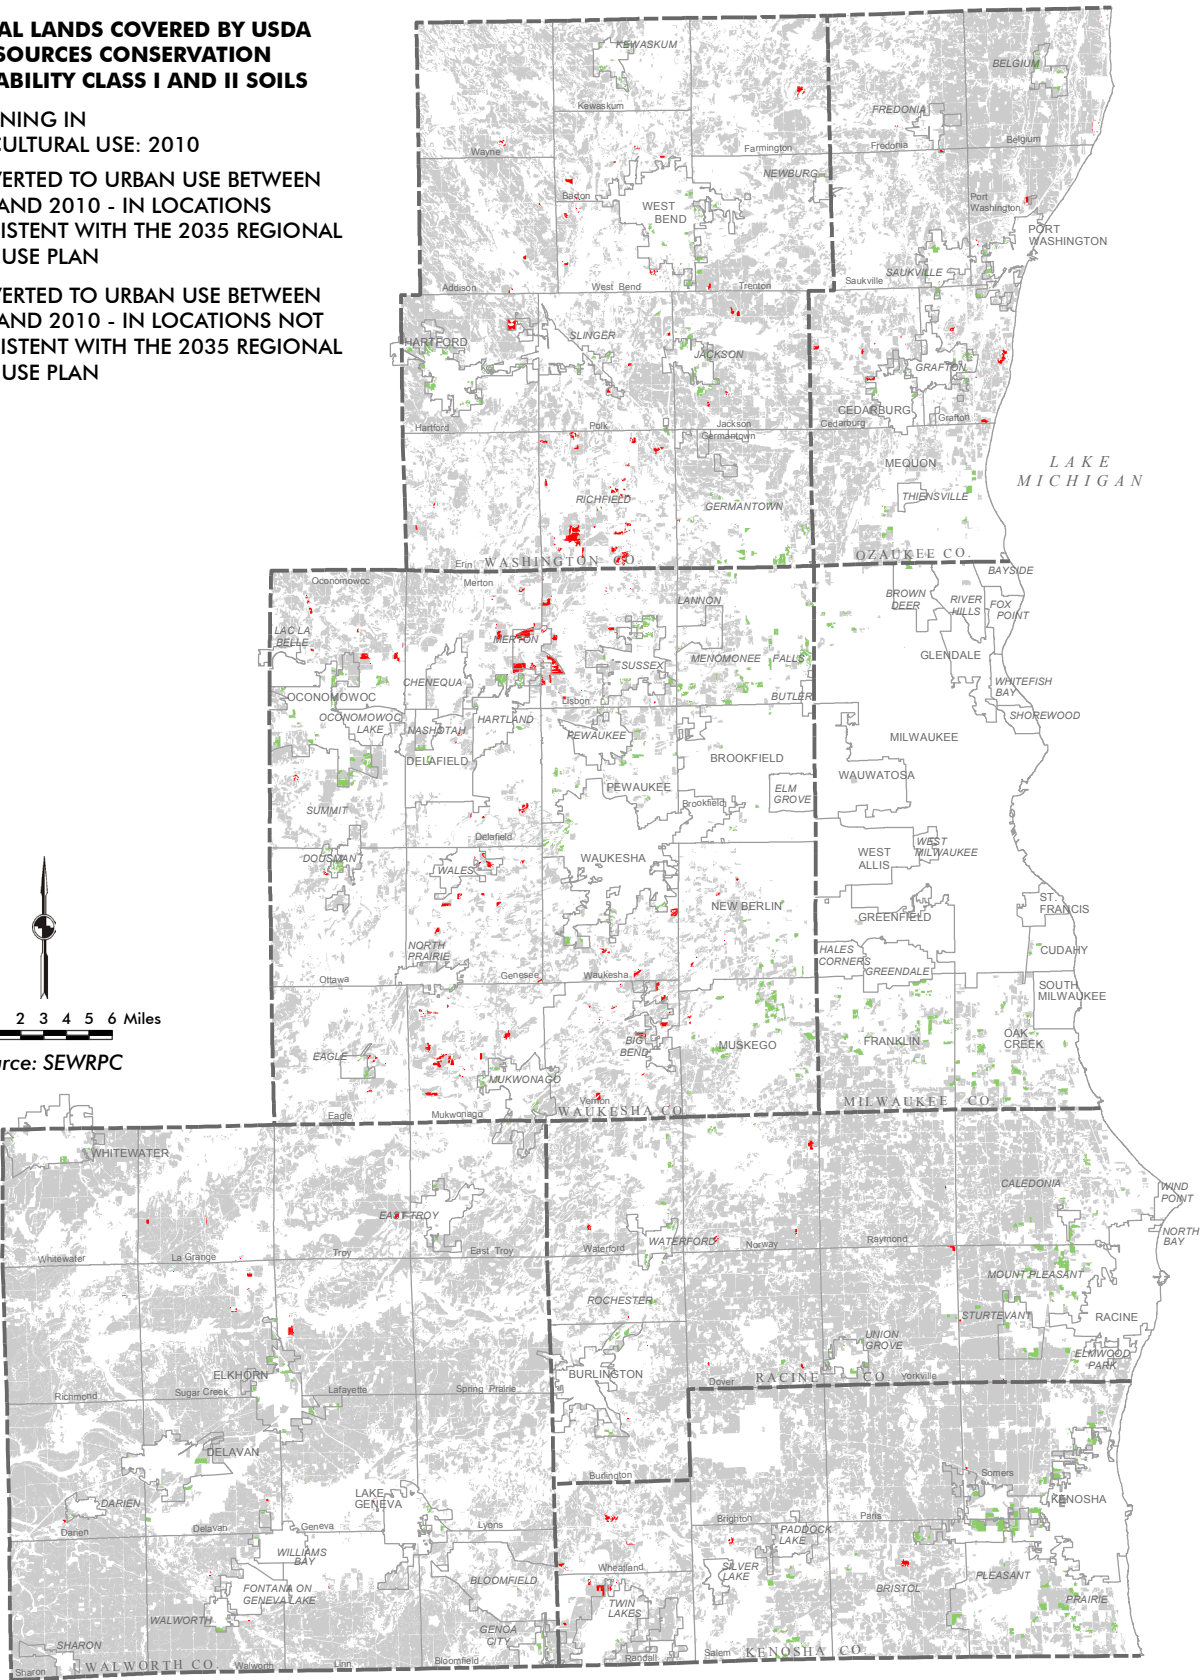 AL LANDS COVERED BY USDA
SOURCES CONSERVATION
ABILITY CLASS I AND II SOILS
NING IN
CULTURAL USE: 2010
VERTED TO URBAN USE BETWEEN
AND 2010 - IN LOCATIONS
ISTENT WITH THE 2035 REGIONAL
USE PLAN
VERTED TO URBAN USE BETWEEN
AND 2010 - IN LOCATIONS NOT
ISTENT WITH THE 2035 REGIONAL
USE PLAN
KEWASKUM
Kewaskum
BELGIUM
FREDONIA
Wayne
Farmington
Fredonia
Belgium
NEWBURG
Barton
WEST
BEND
Port
Washington
PORT
WASHINGTON
SAUKVILLE
Addison
West Bend
Trenton
Saukville
HARTFORD
SLINGER
JACKSON
GRAFTON
CEDARBURG
Hartford
Polk
Jackson
Germantown
Cedarburg
Grafton
LAKE
MICHIGAN
MEQUON
THIENSVILLE
RICHFIELD
GERMANTOWN
Erin
WASHINGTON CO.
OZAUKEE CO.
Oconomowoc
Merton
BAYSIDE
LAC LA
BELLE
MERTON
LANNON
BROWN
DEER
RIVER
HILLS
FOX
POINT
GLENDALE
CHENEQUA
SUSSEX
MENOMONEE FALLS
WHITEFISH
BAY
OCONOMOWOC
Lisbon
BUTLER
SHOREWOOD
OCONOMOWOC
LAKE
NASHOTAH
HARTLAND
PEWAUKEE
MILWAUKEE
DELAFIELD
BROOKFIELD
WAUWATOSA
PEWAUKEE
ELM
GROVE
Brookfield
SUMMIT
Delafield
DOUSMAN
WALES
WAUKESHA
WEST
ALLIS
WEST
MILWAUKEE
NEW BERLIN
ST.
FRANCIS
GREENFIELD
NORTH
PRAIRIE
HALES
CORNERS
GREENDALE
CUDAHY
Ottawa
Genesee
Waukesha
SOUTH
MILWAUKEE
2 3 4 5 6 Miles
rce: SEWRPC
EAGLE
BIG
BEND
MUSKEGO
FRANKLIN
OAK
CREEK
MUKWONAGO
Eagle
Mukwonago
Vernon
WAUKESHA CO.
MILWAUKEE CO.
WHITEWATER
CALEDONIA
WIND
POINT
EAST TROY
NORTH
BAY
Whitewater
La Grange
Troy
East Troy
Waterford
WATERFORD
Norway
Raymond
MOUNT PLEASANT
ROCHESTER
STURTEVANT
RACINE
UNION
GROVE
ELMWOOD
PARK
ELKHORN
BURLINGTON
Richmond
Sugar Creek
Lafayette
Spring Prairie
Dover
RACINE CO.
Yorkville
DELAVAN
Burlington
Somers
DARIEN
LAKE
GENEVA
KENOSHA
Darien
Delavan
Geneva
Lyons
Brighton
Paris
PADDOCK
LAKE
WILLIAMS
BAY
Wheatland
SILVER
LAKE
FONTANA ON
GENEVA LAKE
BLOOMFIELD
BRISTOL
PLEASANT
PRAIRIE
TWIN
LAKES
WALWORTH
GENOA
CITY
SHARON
Sharon
WALWORTH CO.
Walworth
Linn
Bloomfield
Randall
Salem
KENOSHA CO.